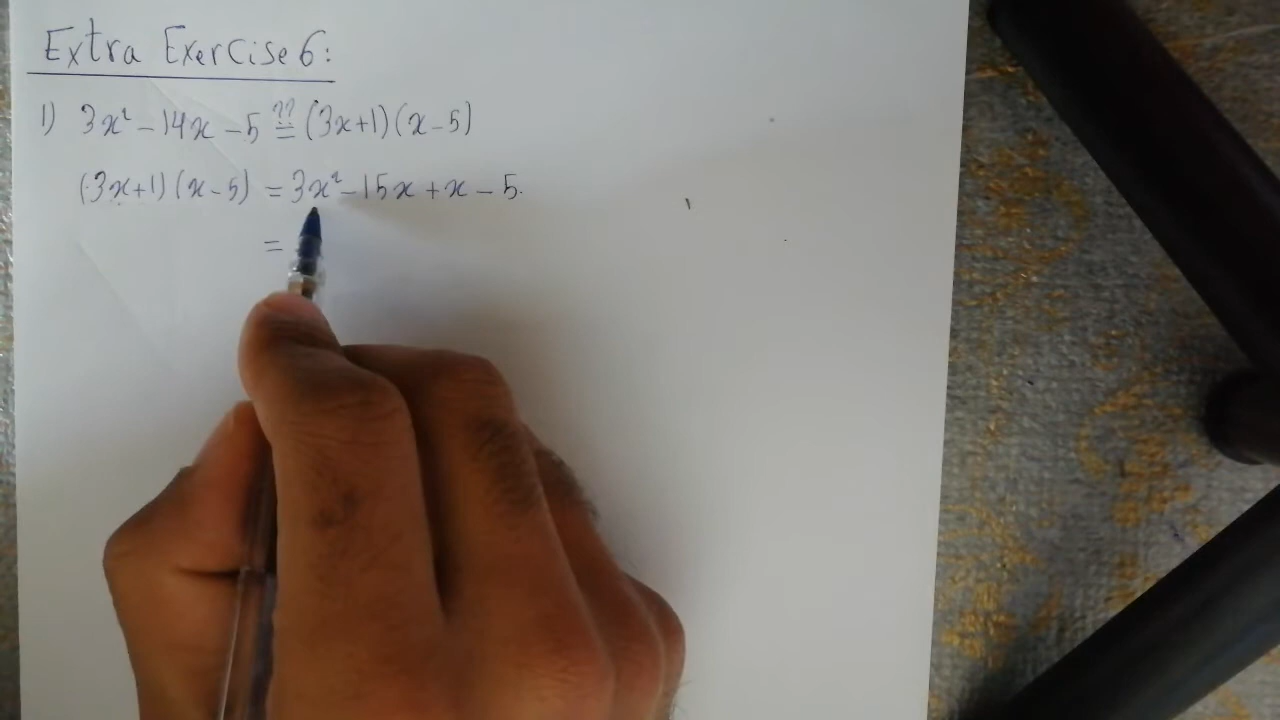 Extra Exercise 6:
1) 3x² - 14x - 5 ≟?? (3x+1)(x-5)
(3x+1)(x-5) = 3x² - 15x + x - 5.
=